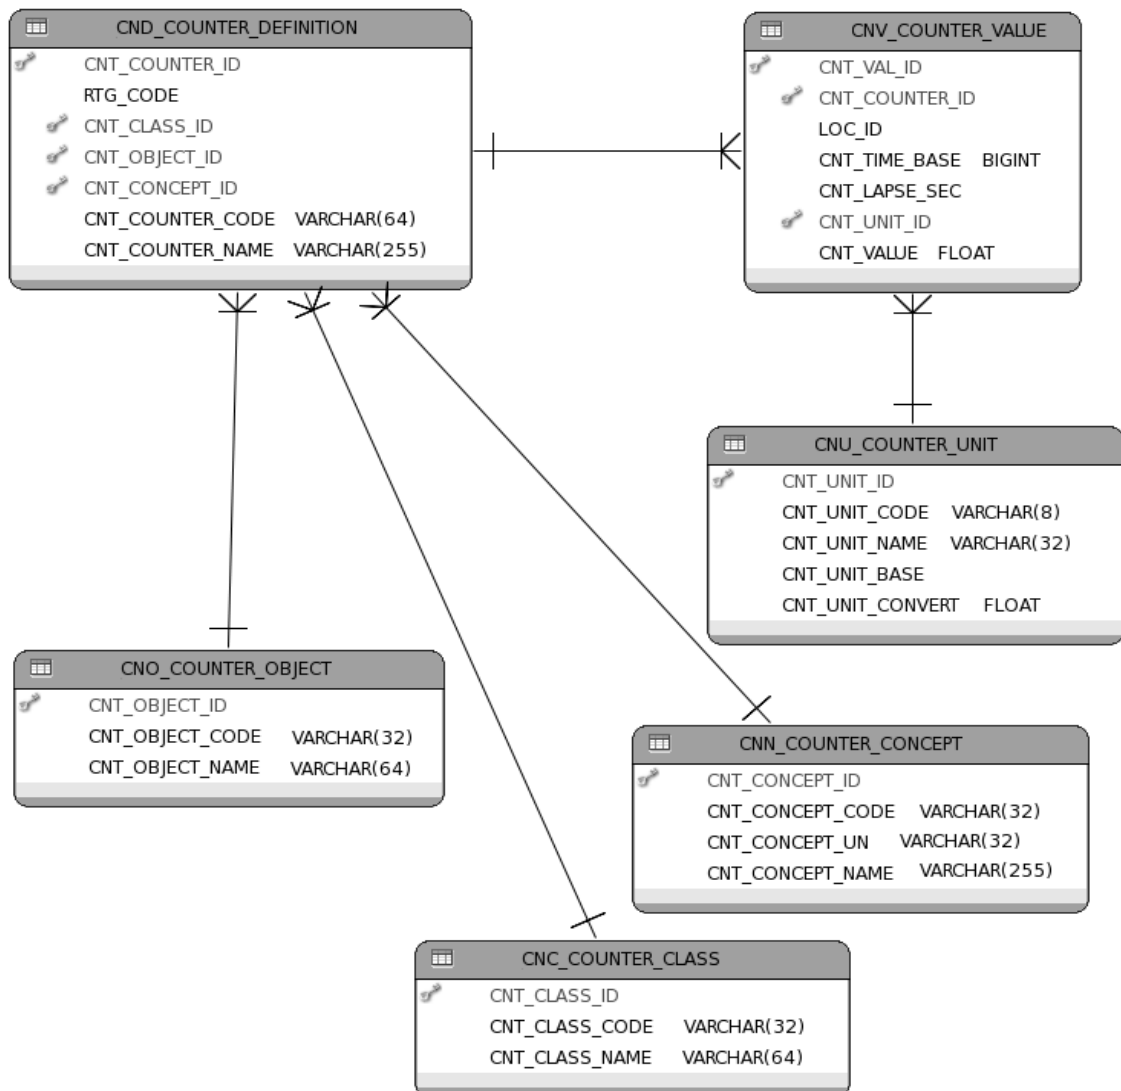 CND_COUNTER_DEFINITION
CNT_COUNTER_ID
RTG_CODE
CNT_CLASS_ID
CNT_OBJECT_ID
CNT_CONCEPT_ID
CNT_COUNTER_CODE VARCHAR(64)
CNT_COUNTER_NAME VARCHAR(255)
CNV_COUNTER_VALUE
CNT_VAL_ID
CNT_COUNTER_ID
LOC_ID
CNT_TIME_BASE BIGINT
CNT_LAPSE_SEC
CNT_UNIT_ID
CNT_VALUE FLOAT
CNU_COUNTER_UNIT
CNT_UNIT_ID
CNT_UNIT_CODE VARCHAR(8)
CNT_UNIT_NAME VARCHAR(32)
CNT_UNIT_BASE
CNT_UNIT_CONVERT FLOAT
CNO_COUNTER_OBJECT
CNT_OBJECT_ID
CNT_OBJECT_CODE VARCHAR(32)
CNT_OBJECT_NAME VARCHAR(64)
CNN_COUNTER_CONCEPT
CNT_CONCEPT_ID
CNT_CONCEPT_CODE VARCHAR(32)
CNT_CONCEPT_UN VARCHAR(32)
CNT_CONCEPT_NAME VARCHAR(255)
CNC_COUNTER_CLASS
CNT_CLASS_ID
CNT_CLASS_CODE VARCHAR(32)
CNT_CLASS_NAME VARCHAR(64)